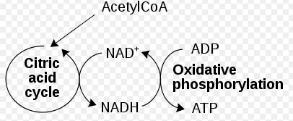 AcetylCoA
Citric
acid
cycle
NAD+
NADH
ADP
Oxidative
phosphorylation
ATP